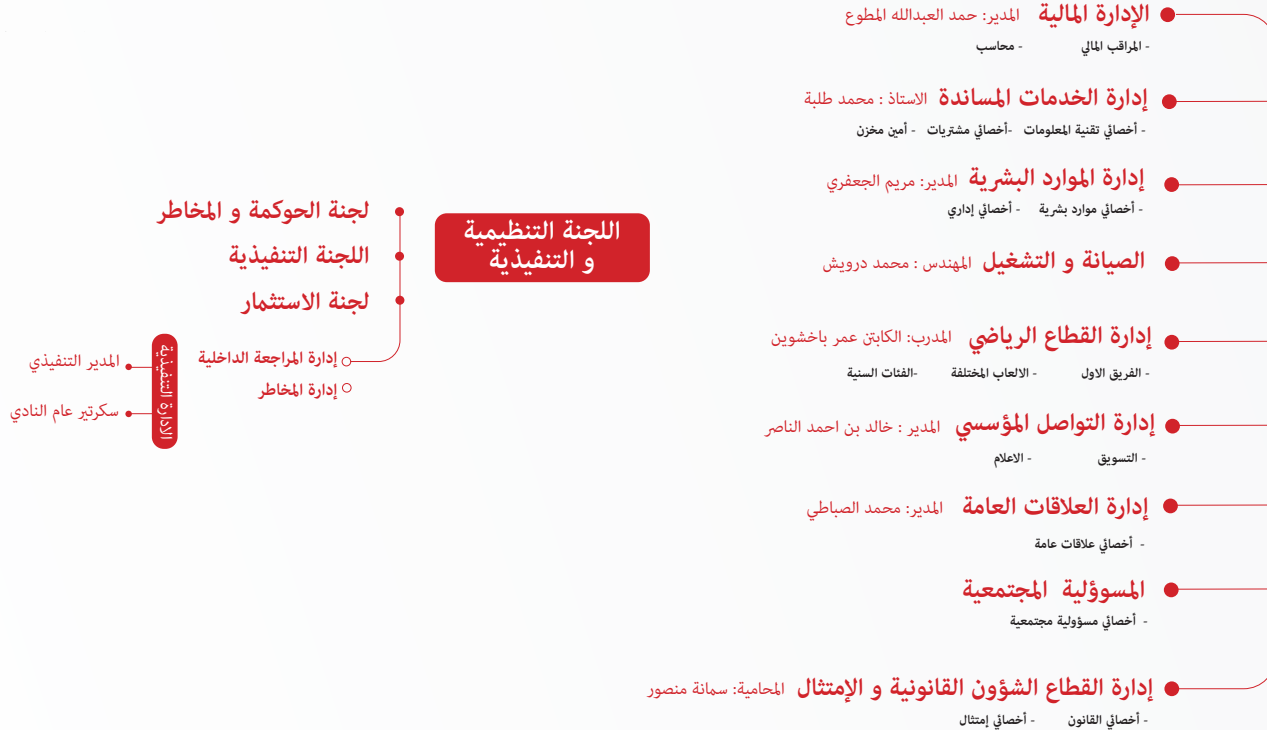 الإدارة المالية المدير: حمد العبدالله المطوع
- المراقب المالي - محاسب
إدارة الخدمات المساندة الاستاذ : محمد طلبة
- أخصائي تقنية المعلومات -أخصائي مشتريات - أمين مخزن
إدارة الموارد البشرية المدير: مريم الجعفري
- أخصائي موارد بشرية - أخصائي إداري
الصيانة و التشغيل المهندس : محمد درويش
إدارة القطاع الرياضي المدرب: الكابتن عمر باخشوين
- الفريق الاول - الالعاب المختلفة -الفئات السنية
إدارة التواصل المؤسسي المدير : خالد بن احمد الناصر
- التسويق - الاعلام
إدارة العلاقات العامة المدير: محمد الصباطي
- أخصائي علاقات عامة
المسوؤلية المجتمعية
- أخصائي مسؤولية مجتمعية
إدارة القطاع الشؤون القانونية و الإمتثال المحامية: سمانة منصور
- أخصائي القانون - أخصائي إمتثال
اللجنة التنظيمية
و التنفيذية
لجنة الحوكمة و المخاطر
اللجنة التنفيذية
لجنة الاستثمار
إدارة المراجعة الداخلية
إدارة المخاطر
الادارة التنفيذية
المدير التنفيذي
سكرتير عام النادي